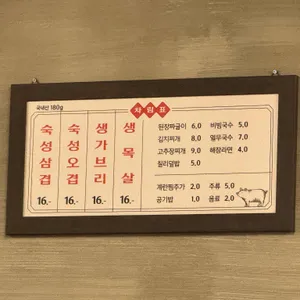 국내산 180g
차림표
숙성삼겹 16.-
숙성오겹 16.-
생가브리 16.-
생목살 16.-
된장짜글이 6,0
김치찌개 8,0
고추장찌개 9,0
필리덮밥 5,0
비빔국수 5,0
열무국수 7,0
해장라면 4,0
계란찜추가 2,0
공기밥 1,0
주류 5,0
음료 2,0